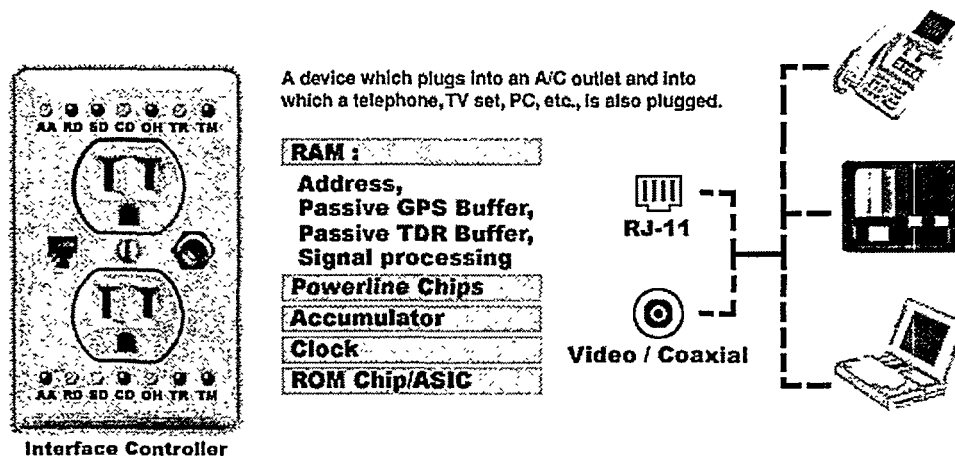 A device which plugs into an A/C outlet and into
which a telephone, TV set, PC, etc., is also plugged.
AA RD SD CD OH TR TM
RAM :
Address,
Passive GPS Buffer,
Passive TDR Buffer,
Signal processing
Powerline Chips
Accumulator
Clock
ROM Chip/ASIC
RJ-11
Video / Coaxial
AA RD SD CD OH TR TM
Interface Controller